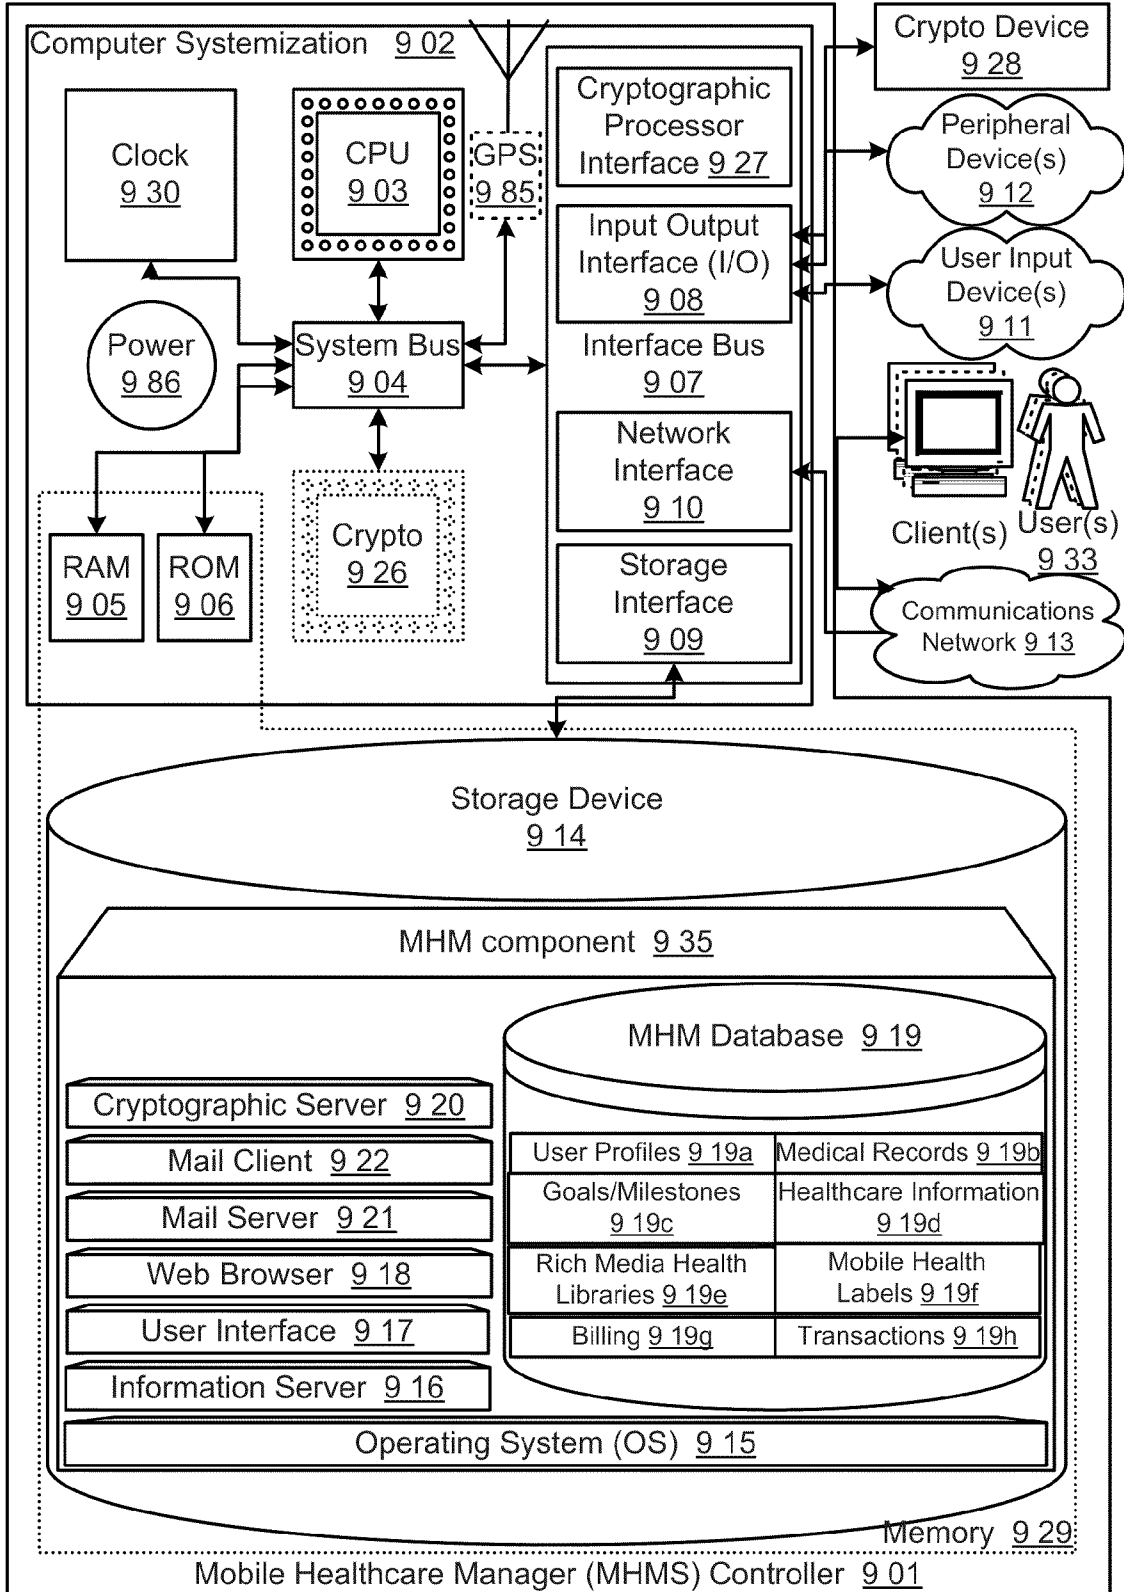 Computer Systemization 9 02
Clock
9 30
CPU
9 03
GPS
9 85
Cryptographic
Processor
Interface 9 27
Crypto Device
9 28
Peripheral
Device(s)
9 12
Input Output
Interface (I/O)
9 08
User Input
Device(s)
9 11
Power
9 86
System Bus
9 04
Interface Bus
9 07
Network
Interface
9 10
Client(s)
User(s)
9 33
RAM
9 05
ROM
9 06
Crypto
9 26
Storage
Interface
9 09
Communications
Network 9 13
Storage Device
9 14
MHM component 9 35
MHM Database 9 19
Cryptographic Server 9 20
Mail Client 9 22
Mail Server 9 21
Web Browser 9 18
User Interface 9 17
Information Server 9 16
User Profiles 9 19a
Medical Records 9 19b
Goals/Milestones
9 19c
Healthcare Information
9 19d
Rich Media Health
Libraries 9 19e
Mobile Health
Labels 9 19f
Billing 9 19g
Transactions 9 19h
Operating System (OS) 9 15
Memory 9 29
Mobile Healthcare Manager (MHMS) Controller 9 01